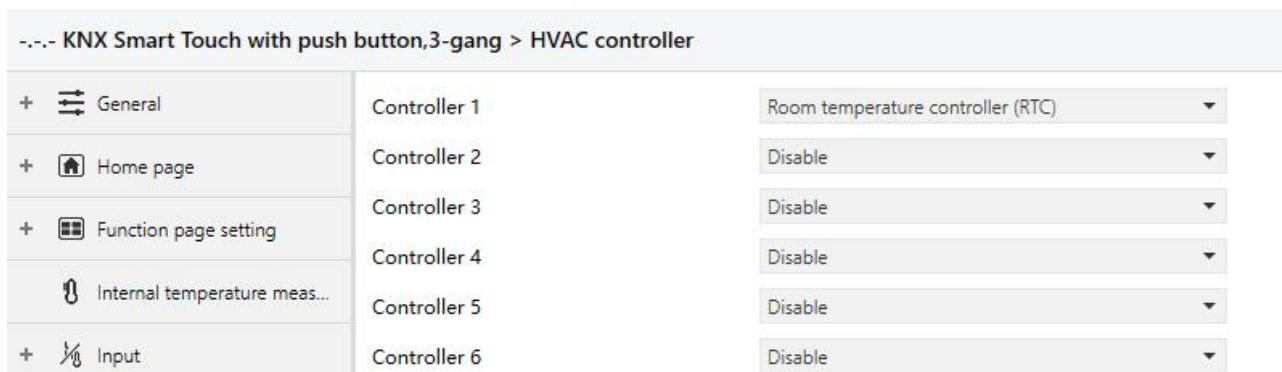 -.-.- KNX Smart Touch with push button,3-gang > HVAC controller
+ General
+ Home page
+ Function page setting
Internal temperature meas...
+ Input
Controller 1 Room temperature controller (RTC)
Controller 2 Disable
Controller 3 Disable
Controller 4 Disable
Controller 5 Disable
Controller 6 Disable